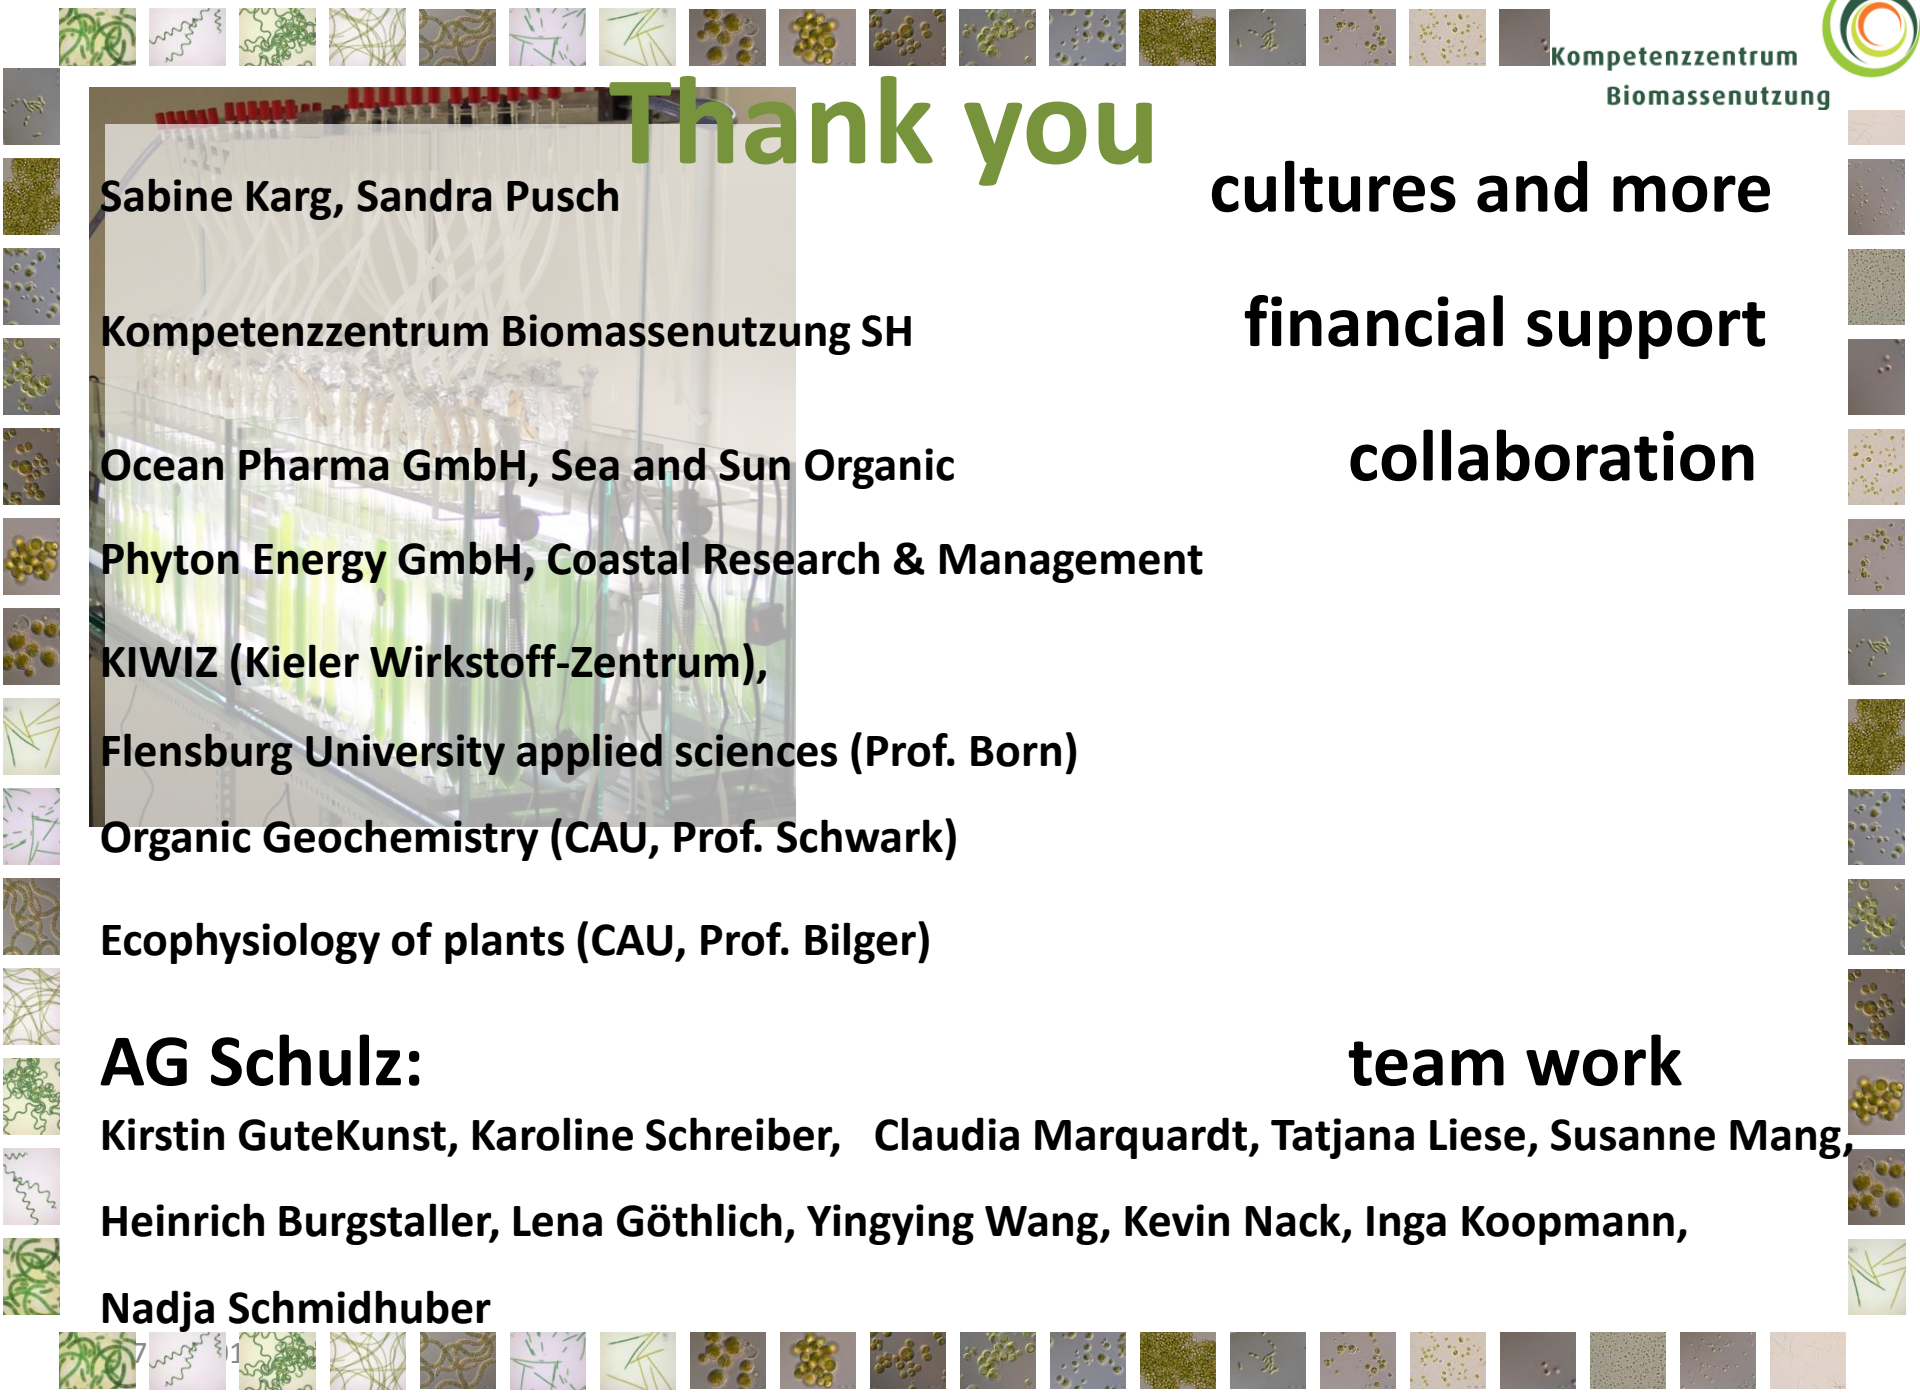 Kompetenzzentrum
Biomassenutzung
Thank you
Sabine Karg, Sandra Pusch cultures and more
Kompetenzzentrum Biomassenutzung SH financial support
Ocean Pharma GmbH, Sea and Sun Organic collaboration
Phyton Energy GmbH, Coastal Research & Management
KIWIZ (Kieler Wirkstoff-Zentrum),
Flensburg University applied sciences (Prof. Born)
Organic Geochemistry (CAU, Prof. Schwark)
Ecophysiology of plants (CAU, Prof. Bilger)
AG Schulz: team work
Kirstin GuteKunst, Karoline Schreiber, Claudia Marquardt, Tatjana Liese, Susanne Mang,
Heinrich Burgstaller, Lena Göthlich, Yingying Wang, Kevin Nack, Inga Koopmann,
Nadja Schmidhuber